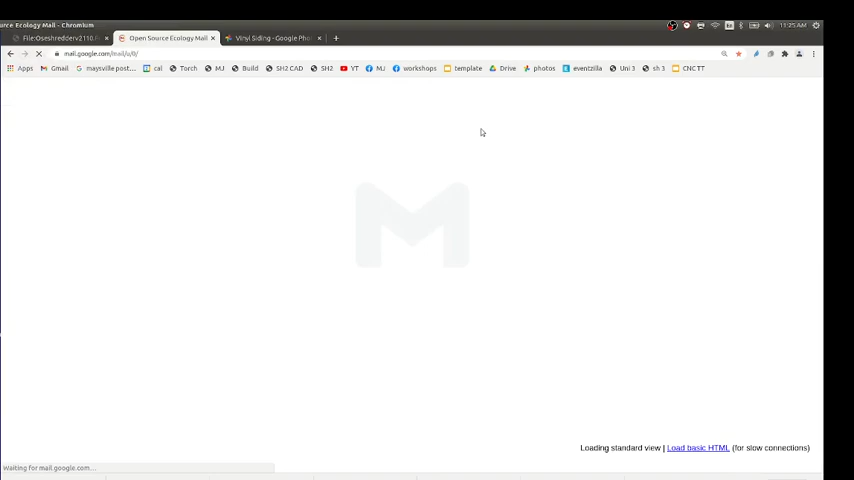 urce Ecology Mail - Chromium
11:25 AM
File:Oseshredderv2110.
Open Source Ecology Mail
Vinyl Siding - Google Pho
mail.google.com/mail/u/0/
Apps Gmail maysville post... cal Torch MJ Build SH2 CAD SH2 YT MJ workshops template Drive photos eventzilla Uni 3 sh 3 CNC TT
Loading standard view | Load basic HTML (for slow connections)
Waiting for mail.google.com...